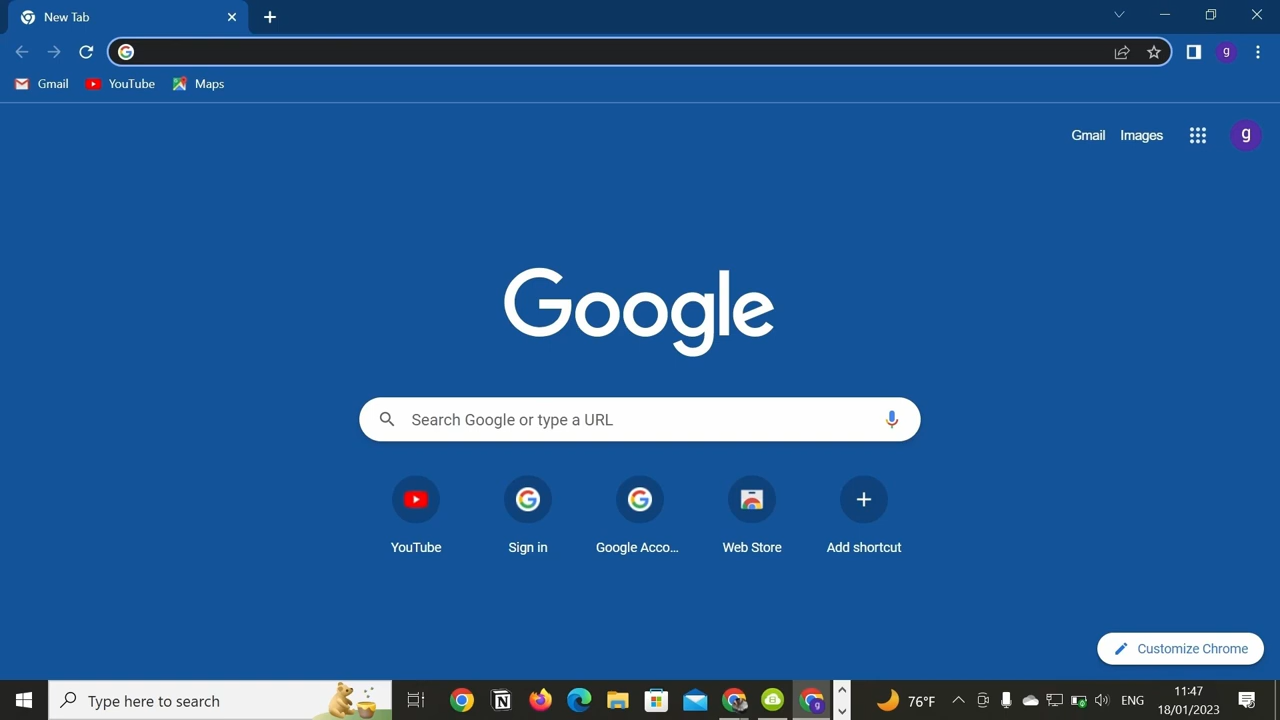 New Tab
Gmail YouTube Maps
Gmail Images g
Google
Search Google or type a URL
YouTube Sign in Google Acco... Web Store Add shortcut
Customize Chrome
Type here to search
76°F ENG 11:47
18/01/2023